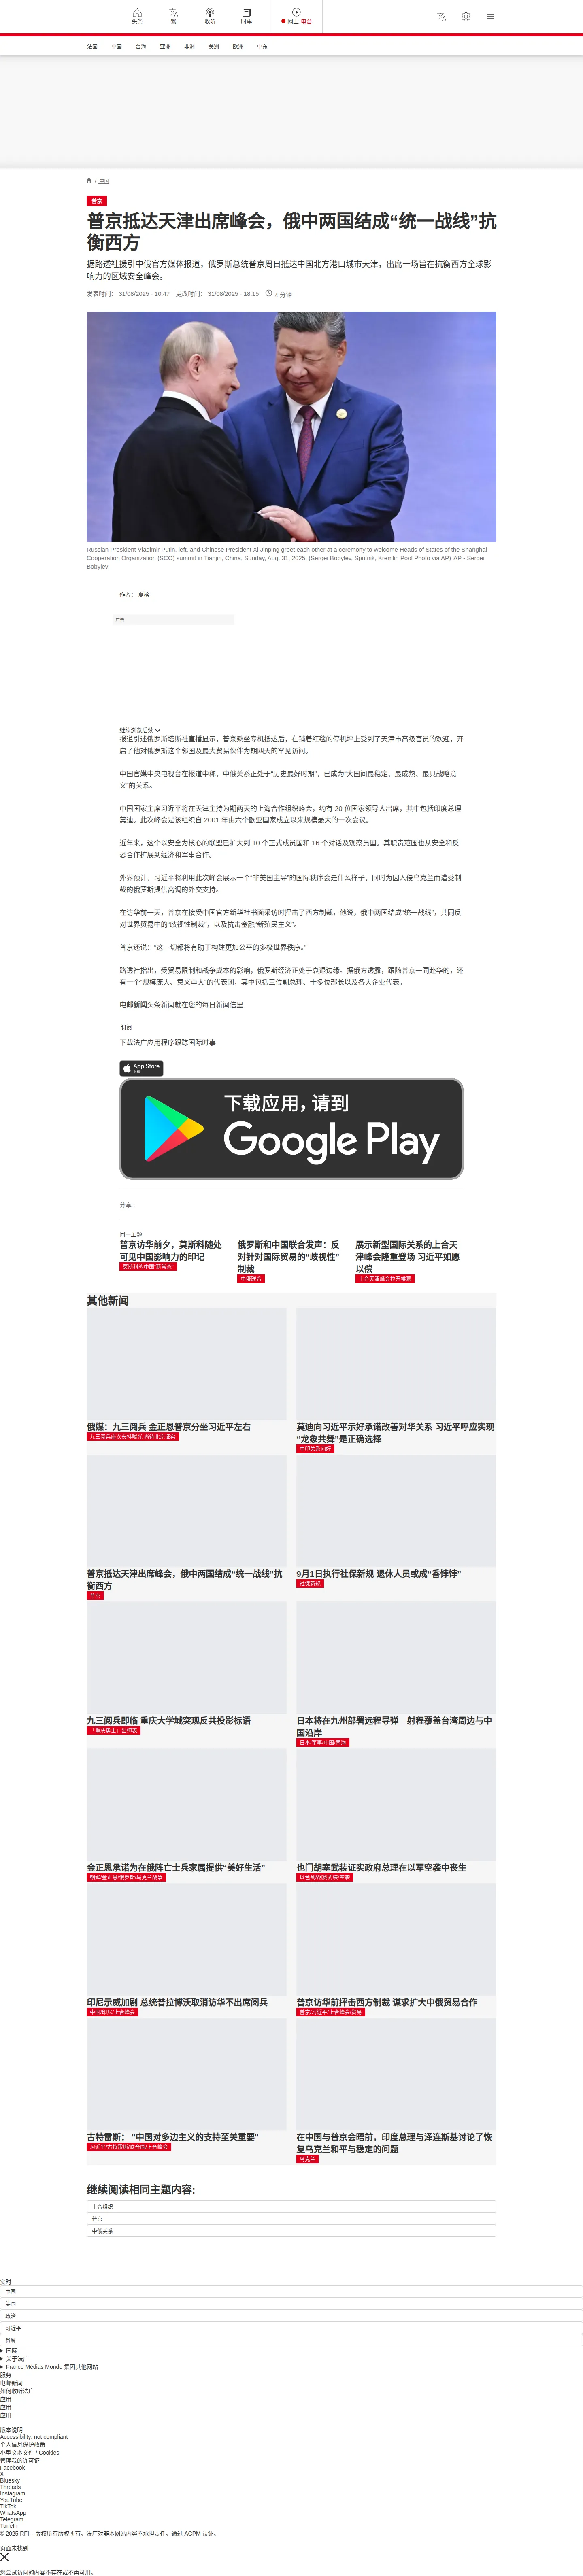 头条
繁
收听
时事
网上 电台
法国
中国
台海
亚洲
非洲
美洲
欧洲
中东
/ 中国
普京
普京抵达天津出席峰会，俄中两国结成“统一战线”抗
衡西方
据路透社援引中俄官方媒体报道，俄罗斯总统普京周日抵达中国北方港口城市天津，出席一场旨在抗衡西方全球影
响力的区域安全峰会。
发表时间： 31/08/2025 - 10:47 更改时间： 31/08/2025 - 18:15 4 分钟
Russian President Vladimir Putin, left, and Chinese President Xi Jinping greet each other at a ceremony to welcome Heads of States of the Shanghai
Cooperation Organization (SCO) summit in Tianjin, China, Sunday, Aug. 31, 2025. (Sergei Bobylev, Sputnik, Kremlin Pool Photo via AP) AP - Sergei
Bobylev
作者： 夏榕
广告
继续浏览后续
报道引述俄罗斯塔斯社直播显示，普京乘坐专机抵达后，在铺着红毯的停机坪上受到了天津市高级官员的欢迎，开
启了他对俄罗斯这个邻国及最大贸易伙伴为期四天的罕见访问。
中国官媒中央电视台在报道中称，中俄关系正处于“历史最好时期”，已成为“大国间最稳定、最成熟、最具战略意
义”的关系。
中国国家主席习近平将在天津主持为期两天的上海合作组织峰会，约有 20 位国家领导人出席，其中包括印度总理
莫迪。此次峰会是该组织自 2001 年由六个欧亚国家成立以来规模最大的一次会议。
近年来，这个以安全为核心的联盟已扩大到 10 个正式成员国和 16 个对话及观察员国。其职责范围也从安全和反
恐合作扩展到经济和军事合作。
外界预计，习近平将利用此次峰会展示一个“非美国主导”的国际秩序会是什么样子，同时为因入侵乌克兰而遭受制
裁的俄罗斯提供高调的外交支持。
在访华前一天，普京在接受中国官方新华社书面采访时抨击了西方制裁，他说，俄中两国结成“统一战线”，共同反
对世界贸易中的“歧视性制裁”，以及抗击金融“新殖民主义”。
普京还说：“这一切都将有助于构建更加公平的多极世界秩序。”
路透社指出，受贸易限制和战争成本的影响，俄罗斯经济正处于衰退边缘。据俄方透露，跟随普京一同赴华的，还
有一个“规模庞大、意义重大”的代表团，其中包括三位副总理、十多位部长以及各大企业代表。
电邮新闻头条新闻就在您的每日新闻信里
订阅
下载法广应用程序跟踪国际时事
App Store
下载
下载应用，请到
Google Play
分享 :
同一主题
普京访华前夕，莫斯科随处
可见中国影响力的印记
莫斯科的中国“新常态”
俄罗斯和中国联合发声：反
对针对国际贸易的“歧视性”
制裁
中俄联合
展示新型国际关系的上合天
津峰会隆重登场 习近平如愿
以偿
上合天津峰会拉开帷幕
其他新闻
俄媒：九三阅兵 金正恩普京分坐习近平左右
九三阅兵座次安排曝光 尚待北京证实
莫迪向习近平示好承诺改善对华关系 习近平呼应实现
“龙象共舞”是正确选择
中印关系向好
普京抵达天津出席峰会，俄中两国结成“统一战线”抗
衡西方
普京
9月1日执行社保新规 退休人员或成“香饽饽”
社保新规
九三阅兵即临 重庆大学城突现反共投影标语
「重庆勇士」出师表
日本将在九州部署远程导弹　射程覆盖台湾周边与中
国沿岸
日本/军事/中国/南海
金正恩承诺为在俄阵亡士兵家属提供“美好生活”
朝鲜/金正恩/俄罗斯/乌克兰战争
也门胡塞武装证实政府总理在以军空袭中丧生
以色列/胡塞武装/空袭
印尼示威加剧 总统普拉博沃取消访华不出席阅兵
中国/印尼/上合峰会
普京访华前抨击西方制裁 谋求扩大中俄贸易合作
普京/习近平/上合峰会/贸易
古特雷斯： “中国对多边主义的支持至关重要”
习近平/古特雷斯/联合国/上合峰会
在中国与普京会晤前，印度总理与泽连斯基讨论了恢
复乌克兰和平与稳定的问题
乌克兰
继续阅读相同主题内容:
上合组织
普京
中俄关系
实时
中国
美国
政治
习近平
贪腐
国际
关于法广
France Médias Monde 集团其他网站
服务
电邮新闻
如何收听法广
应用
应用
应用
版本说明
Accessibility: not compliant
个人信息保护政策
小型文本文件 / Cookies
管理我的许可证
Facebook
X
Bluesky
Threads
Instagram
YouTube
TikTok
WhatsApp
Telegram
TuneIn
© 2025 RFI – 版权所有版权所有。法广对非本网站内容不承担责任。通过 ACPM 认证。
页面未找到
您尝试访问的内容不存在或不再可用。